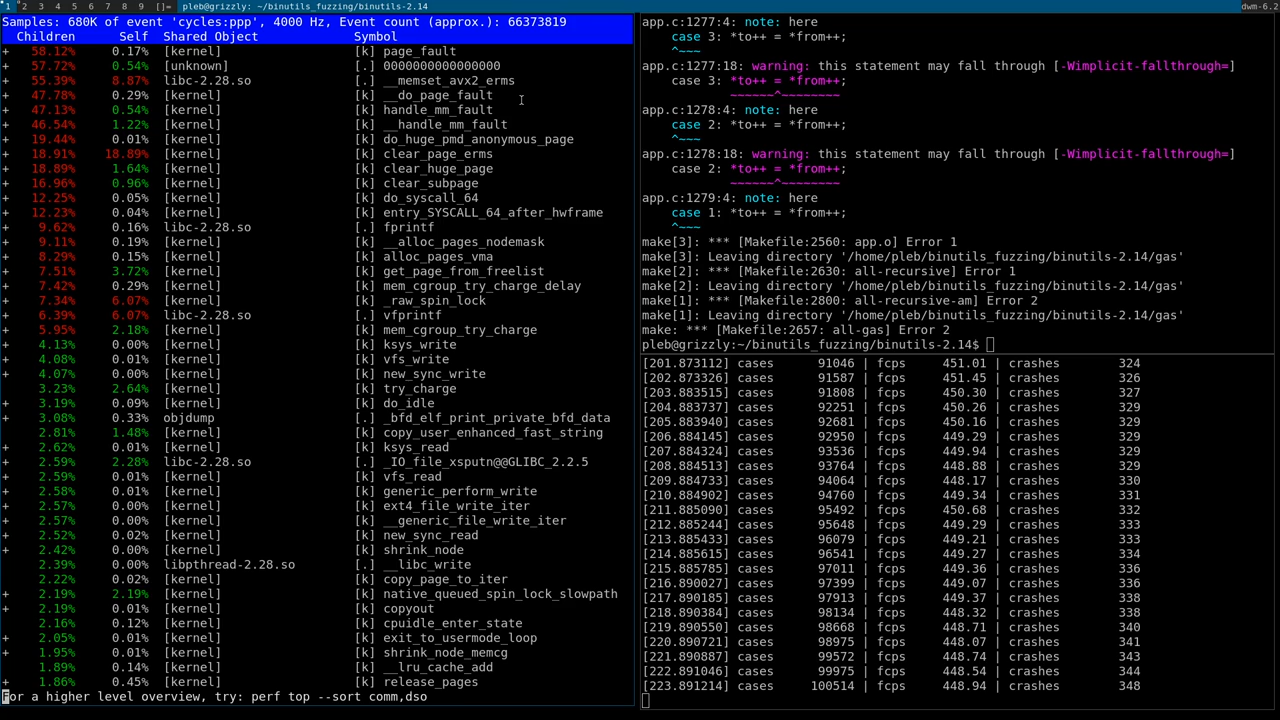 1 2 3 4 5 6 7 8 9 []= pleb@grizzly: ~/binutils_fuzzing/binutils-2.14 dwm-6.2
Samples: 680K of event 'cycles:ppp', 4000 Hz, Event count (approx.): 66373819
Children Self Shared Object Symbol
+ 58.12% 0.17% [kernel] [k] page_fault
+ 57.72% 0.54% [unknown] [.] 0000000000000000
+ 55.39% 8.87% libc-2.28.so [.] __memset_avx2_erms
+ 47.78% 0.29% [kernel] [k] __do_page_fault
+ 47.13% 0.54% [kernel] [k] handle_mm_fault
+ 46.54% 1.22% [kernel] [k] __handle_mm_fault
+ 19.44% 0.01% [kernel] [k] do_huge_pmd_anonymous_page
+ 18.91% 18.89% [kernel] [k] clear_page_erms
+ 18.89% 1.64% [kernel] [k] clear_huge_page
+ 16.96% 0.96% [kernel] [k] clear_subpage
+ 12.25% 0.05% [kernel] [k] do_syscall_64
+ 12.23% 0.04% [kernel] [k] entry_SYSCALL_64_after_hwframe
+ 9.62% 0.16% libc-2.28.so [.] fprintf
+ 9.11% 0.19% [kernel] [k] __alloc_pages_nodemask
+ 8.29% 0.15% [kernel] [k] alloc_pages_vma
+ 7.51% 3.72% [kernel] [k] get_page_from_freelist
+ 7.42% 0.29% [kernel] [k] mem_cgroup_try_charge_delay
+ 7.34% 6.07% [kernel] [k] _raw_spin_lock
+ 6.39% 6.07% libc-2.28.so [.] vfprintf
+ 5.95% 2.18% [kernel] [k] mem_cgroup_try_charge
+ 4.13% 0.00% [kernel] [k] ksys_write
+ 4.08% 0.01% [kernel] [k] vfs_write
+ 4.07% 0.00% [kernel] [k] new_sync_write
+ 3.23% 2.64% [kernel] [k] try_charge
+ 3.19% 0.09% [kernel] [k] do_idle
+ 3.08% 0.33% objdump [.] _bfd_elf_print_private_bfd_data
2.81% 1.48% [kernel] [k] copy_user_enhanced_fast_string
+ 2.62% 0.01% [kernel] [k] ksys_read
+ 2.59% 2.28% libc-2.28.so [.] _IO_file_xsputn@@GLIBC_2.2.5
+ 2.59% 0.01% [kernel] [k] vfs_read
+ 2.58% 0.01% [kernel] [k] generic_perform_write
+ 2.57% 0.00% [kernel] [k] ext4_file_write_iter
+ 2.57% 0.00% [kernel] [k] __generic_file_write_iter
+ 2.52% 0.02% [kernel] [k] new_sync_read
+ 2.42% 0.00% [kernel] [k] shrink_node
+ 2.39% 0.00% libpthread-2.28.so [.] __libc_write
2.22% 0.02% [kernel] [k] copy_page_to_iter
+ 2.19% 2.19% [kernel] [k] native_queued_spin_lock_slowpath
+ 2.19% 0.01% [kernel] [k] copyout
2.16% 0.12% [kernel] [k] cpuidle_enter_state
+ 2.05% 0.01% [kernel] [k] exit_to_usermode_loop
+ 1.95% 0.01% [kernel] [k] shrink_node_memcg
1.89% 0.14% [kernel] [k] __lru_cache_add
+ 1.86% 0.45% [kernel] [k] release_pages
For a higher level overview, try: perf top --sort comm,dso
app.c:1277:4: note: here
case 3: *to++ = *from++;
^~~~
app.c:1277:18: warning: this statement may fall through [-Wimplicit-fallthrough=]
case 3: *to++ = *from++;
~~~~~~^~~~~~~~~
app.c:1278:4: note: here
case 2: *to++ = *from++;
^~~~
app.c:1278:18: warning: this statement may fall through [-Wimplicit-fallthrough=]
case 2: *to++ = *from++;
~~~~~~^~~~~~~~~
app.c:1279:4: note: here
case 1: *to++ = *from++;
^~~~
make[3]: *** [Makefile:2560: app.o] Error 1
make[3]: Leaving directory '/home/pleb/binutils_fuzzing/binutils-2.14/gas'
make[2]: *** [Makefile:2630: all-recursive] Error 1
make[2]: Leaving directory '/home/pleb/binutils_fuzzing/binutils-2.14/gas'
make[1]: *** [Makefile:2800: all-recursive-am] Error 2
make[1]: Leaving directory '/home/pleb/binutils_fuzzing/binutils-2.14/gas'
make: *** [Makefile:2657: all-gas] Error 2
pleb@grizzly:~/binutils_fuzzing/binutils-2.14$
[201.873112] cases 91046 | fcps 451.01 | crashes 324
[202.873326] cases 91587 | fcps 451.45 | crashes 326
[203.883515] cases 91808 | fcps 450.30 | crashes 327
[204.883737] cases 92251 | fcps 450.26 | crashes 329
[205.883940] cases 92681 | fcps 450.16 | crashes 329
[206.884145] cases 92950 | fcps 449.29 | crashes 329
[207.884324] cases 93536 | fcps 449.94 | crashes 329
[208.884513] cases 93764 | fcps 448.88 | crashes 329
[209.884733] cases 94064 | fcps 448.17 | crashes 330
[210.884902] cases 94760 | fcps 449.34 | crashes 331
[211.885090] cases 95492 | fcps 450.68 | crashes 332
[212.885244] cases 95648 | fcps 449.29 | crashes 333
[213.885433] cases 96079 | fcps 449.21 | crashes 333
[214.885615] cases 96541 | fcps 449.27 | crashes 334
[215.885785] cases 97011 | fcps 449.36 | crashes 336
[216.890027] cases 97399 | fcps 449.07 | crashes 336
[217.890185] cases 97913 | fcps 449.37 | crashes 338
[218.890384] cases 98134 | fcps 448.32 | crashes 338
[219.890550] cases 98668 | fcps 448.71 | crashes 340
[220.890721] cases 98975 | fcps 448.07 | crashes 341
[221.890887] cases 99572 | fcps 448.74 | crashes 343
[222.891046] cases 99975 | fcps 448.54 | crashes 344
[223.891214] cases 100514 | fcps 448.94 | crashes 348